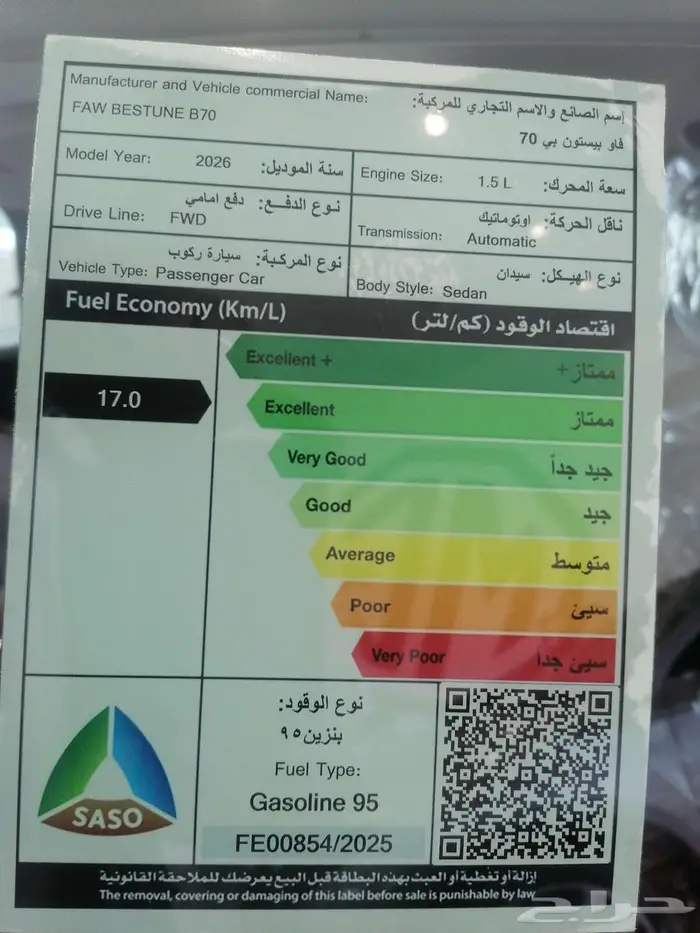 Manufacturer and Vehicle commercial Name:
إسم الصانع والاسم التجاري للمركبة:
FAW BESTUNE B70
فاو بيستون بي 70
Model Year: 2026 سنة الموديل:
Engine Size: 1.5 L سعة المحرك:
نوع الدفع: دفع امامي
Drive Line: FWD
ناقل الحركة: اوتوماتيك
Transmission: Automatic
نوع المركبة: سيارة ركوب
Vehicle Type: Passenger Car
نوع الهيكل: سيدان
Body Style: Sedan
Fuel Economy (Km/L) اقتصاد الوقود (كم/لتر)
Excellent + ممتاز +
17.0
Excellent ممتاز
Very Good جيد جداً
Good جيد
Average متوسط
Poor سيئ
Very Poor سيئ جدا
SASO
نوع الوقود:
بنزين ٩٥
Fuel Type:
Gasoline 95
FE00854/2025
إزالة أو تغطية أو العبث بهذه البطاقة قبل البيع يعرضك للملاحقة القانونية
The removal, covering or damaging of this label before sale is punishable by law
حراج